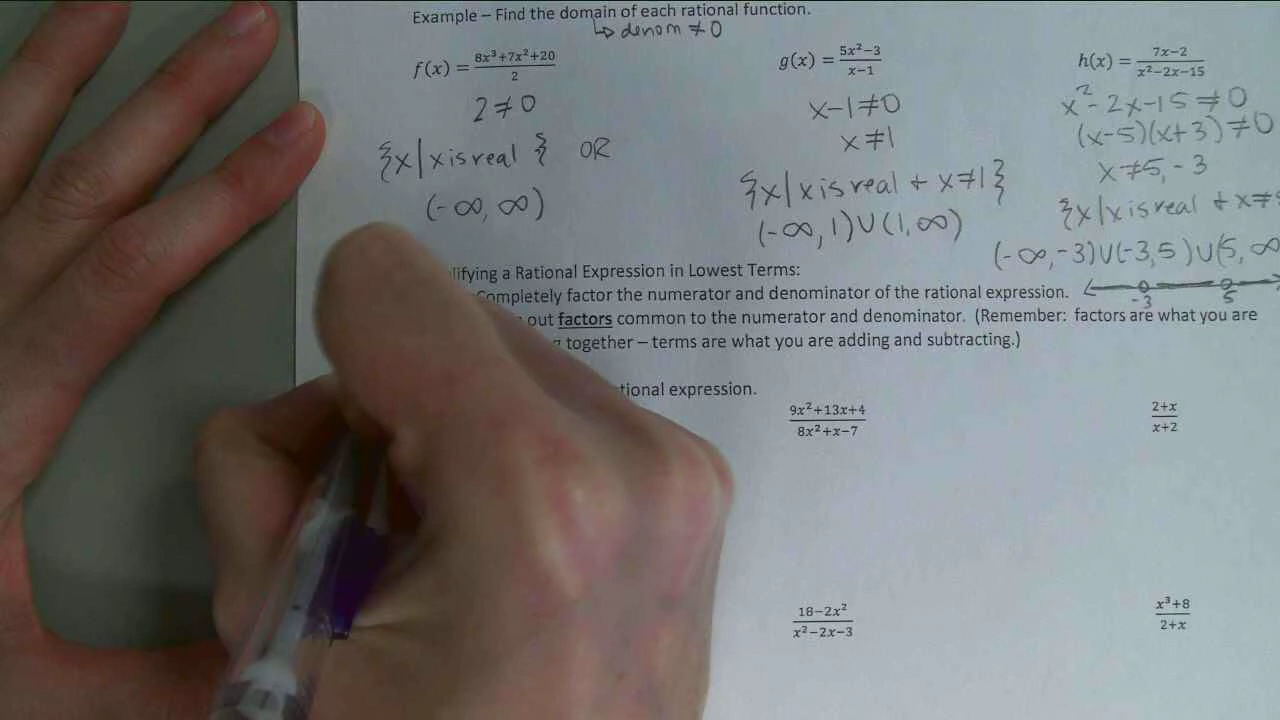 Example – Find the domain of each rational function.
↳ denom ≠ 0
f(x) = (8x³+7x²+20)/2
2 ≠ 0
{x | x is real } OR
(-∞, ∞)
g(x) = (5x²−3)/(x−1)
x-1 ≠ 0
x ≠ 1
{x | x is real + x ≠ 1}
(-∞, 1) ∪ (1, ∞)
h(x) = (7x−2)/(x²−2x−15)
x² - 2x - 15 ≠ 0
(x-5)(x+3) ≠ 0
x ≠ 5, -3
{x | x is real + x ≠
(-∞, -3) ∪ (-3, 5) ∪ (5, ∞
-3 5
a Rational Expression in Lowest Terms:
Completely factor the numerator and denominator of the rational expression.
out factors common to the numerator and denominator. (Remember: factors are what you are
together – terms are what you are adding and subtracting.)
expression.
(9x²+13x+4)/(8x²+x−7)
(2+x)/(x+2)
(18−2x²)/(x²−2x−3)
(x³+8)/(2+x)